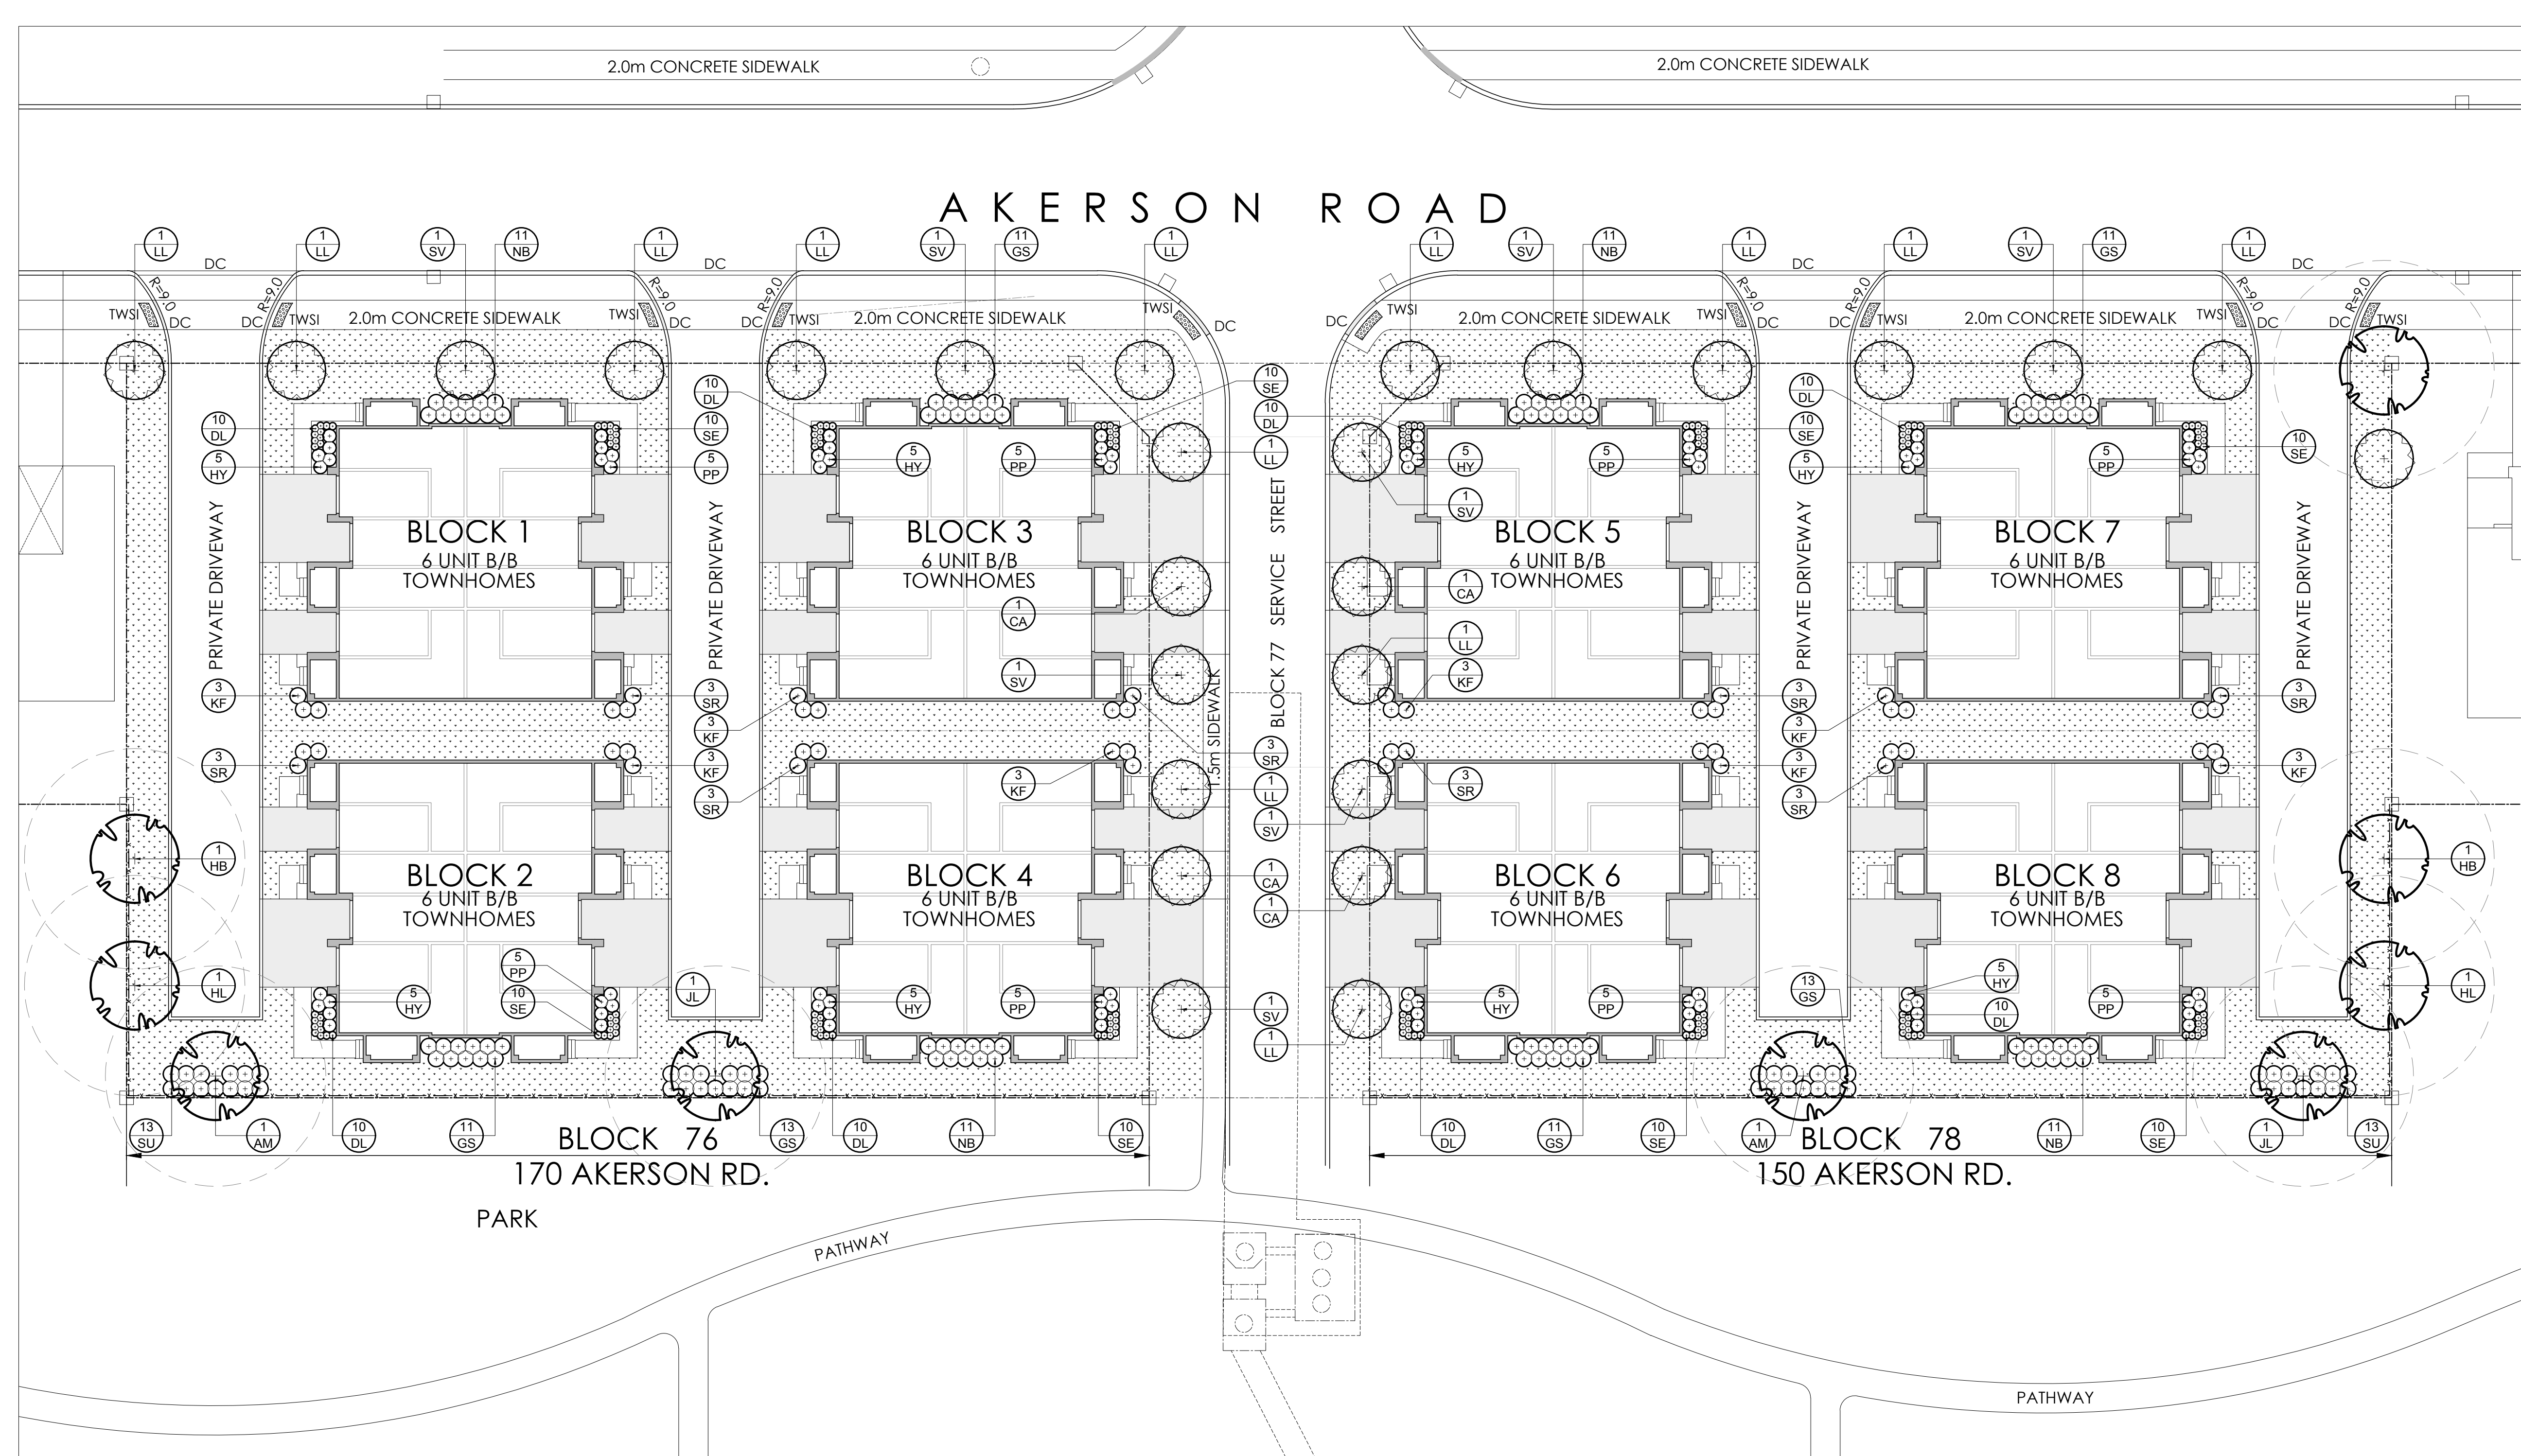 2.0m CONCRETE SIDEWALK
2.0m CONCRETE SIDEWALK
AKERSON ROAD
1 LL
1 LL
1 SV
11 NB
1 LL
1 LL
1 SV
11 GS
1 LL
1 LL
1 SV
11 NB
1 LL
1 LL
1 SV
11 GS
1 LL
DC
DC
DC
DC
R=9.0
R=9.0
R=9.0
R=9.0
R=9.0
R=9.0
R=9.0
R=9.0
TWSI
DC
DC
TWSI
2.0m CONCRETE SIDEWALK
TWSI
DC
DC
TWSI
2.0m CONCRETE SIDEWALK
TWSI
DC
DC
TWSI
2.0m CONCRETE SIDEWALK
TWSI
DC
DC
TWSI
2.0m CONCRETE SIDEWALK
TWSI
DC
DC
TWSI
10 DL
5 HY
10 DL
10 SE
5 PP
5 HY
5 PP
10 SE
10 DL
1 LL
5 HY
1 SV
5 PP
10 DL
10 SE
5 HY
5 PP
10 SE
PRIVATE DRIVEWAY
BLOCK 1
6 UNIT B/B
TOWNHOMES
PRIVATE DRIVEWAY
BLOCK 3
6 UNIT B/B
TOWNHOMES
BLOCK 77 SERVICE STREET
BLOCK 5
6 UNIT B/B
TOWNHOMES
PRIVATE DRIVEWAY
BLOCK 7
6 UNIT B/B
TOWNHOMES
PRIVATE DRIVEWAY
1 CA
1 SV
1 CA
1 LL
3 KF
1.5m SIDEWALK
3 KF
3 SR
3 SR
3 KF
3 KF
3 SR
3 KF
3 SR
1 LL
1 SV
3 SR
3 SR
3 KF
3 KF
3 SR
3 SR
3 KF
1 HB
1 HL
1 CA
1 CA
1 HB
1 HL
BLOCK 2
6 UNIT B/B
TOWNHOMES
BLOCK 4
6 UNIT B/B
TOWNHOMES
BLOCK 6
6 UNIT B/B
TOWNHOMES
BLOCK 8
6 UNIT B/B
TOWNHOMES
5 HY
5 PP
10 SE
1 JL
5 HY
5 PP
1 SV
1 LL
5 HY
5 PP
13 GS
5 HY
10 DL
5 PP
13 SU
1 AM
10 DL
11 GS
13 GS
10 DL
11 NB
10 SE
10 DL
11 GS
10 SE
1 AM
11 NB
10 SE
1 JL
13 SU
BLOCK 76
170 AKERSON RD.
BLOCK 78
150 AKERSON RD.
PARK
PATHWAY
PATHWAY